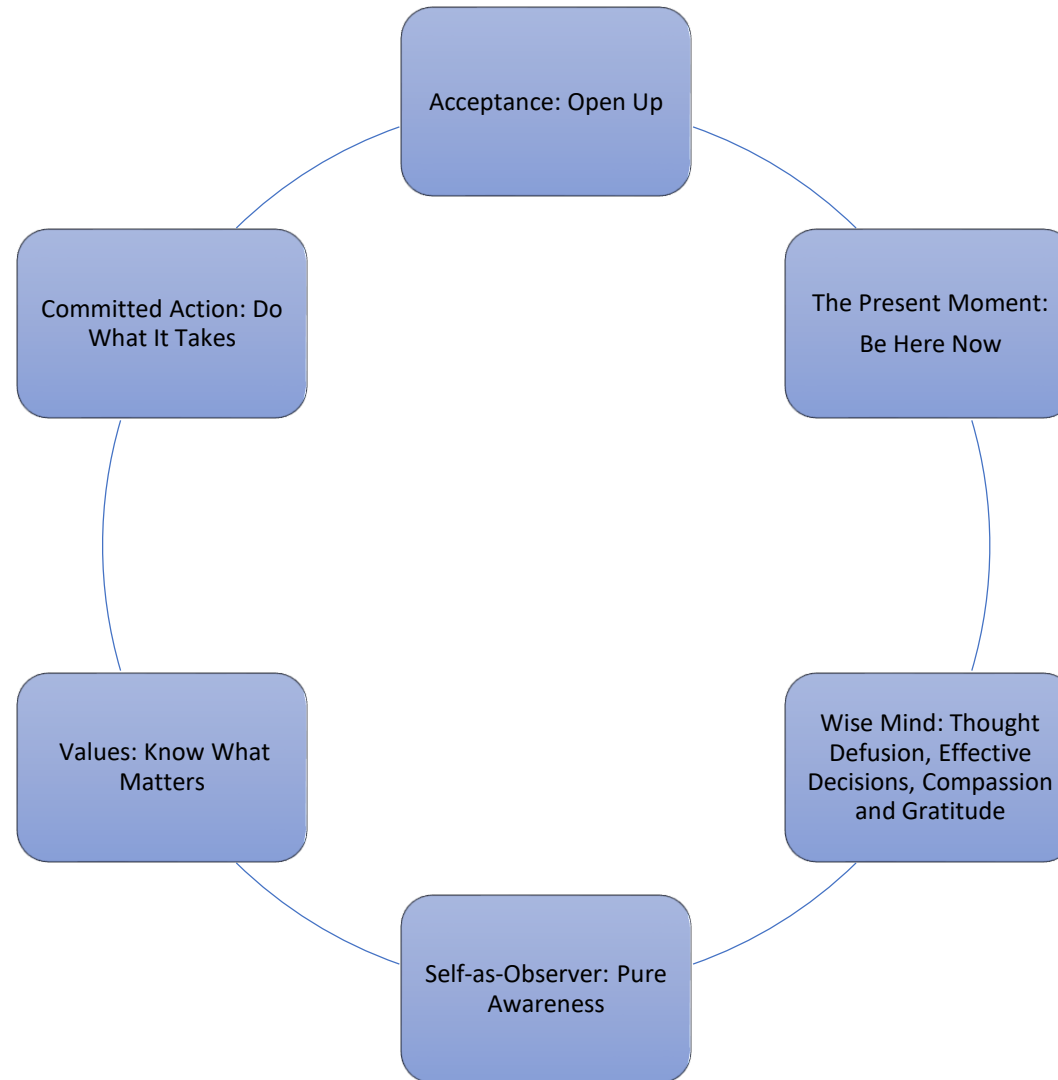 Acceptance: Open Up
The Present Moment:
Be Here Now
Wise Mind: Thought
Defusion, Effective
Decisions, Compassion
and Gratitude
Self-as-Observer: Pure
Awareness
Values: Know What
Matters
Committed Action: Do
What It Takes